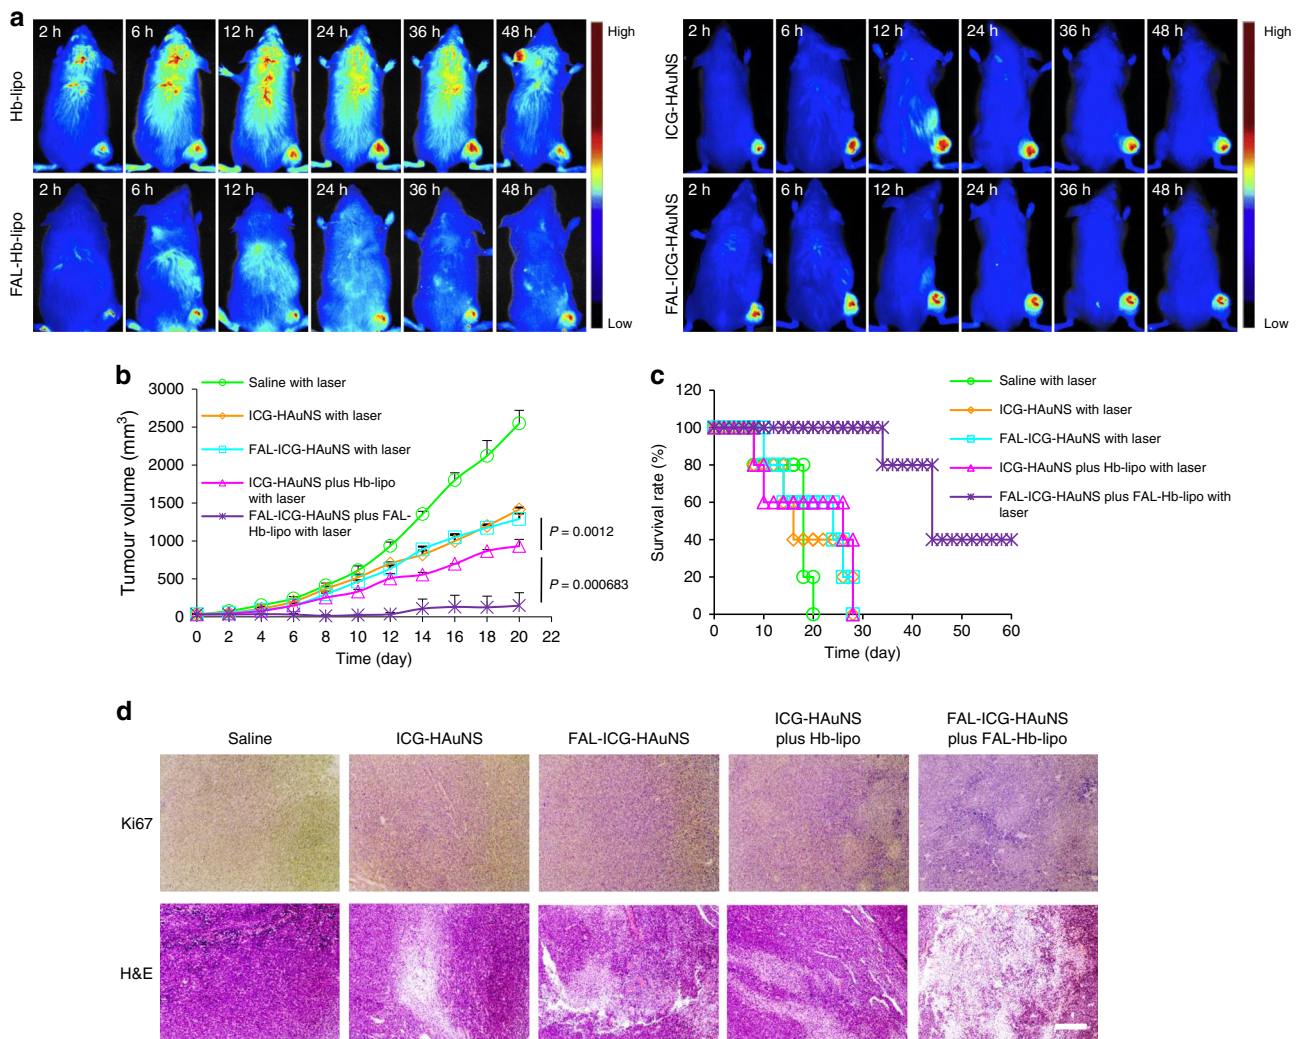 a
2 h 6 h 12 h 24 h 36 h 48 h
High
Hb-lipo
2 h 6 h 12 h 24 h 36 h 48 h
FAL-Hb-lipo
Low
2 h 6 h 12 h 24 h 36 h 48 h
High
ICG-HAuNS
2 h 6 h 12 h 24 h 36 h 48 h
FAL-ICG-HAuNS
Low
b
Saline with laser
ICG-HAuNS with laser
FAL-ICG-HAuNS with laser
ICG-HAuNS plus Hb-lipo
with laser
FAL-ICG-HAuNS plus FAL-
Hb-lipo with laser
Tumour volume (mm³)
3000
2500
2000
1500
1000
500
0
P = 0.0012
P = 0.000683
0 2 4 6 8 10 12 14 16 18 20 22
Time (day)
c
Saline with laser
ICG-HAuNS with laser
FAL-ICG-HAuNS with laser
ICG-HAuNS plus Hb-lipo with laser
FAL-ICG-HAuNS plus FAL-Hb-lipo with
laser
Survival rate (%)
120
100
80
60
40
20
0
0 10 20 30 40 50 60
Time (day)
d
Saline
ICG-HAuNS
FAL-ICG-HAuNS
ICG-HAuNS
plus Hb-lipo
FAL-ICG-HAuNS
plus FAL-Hb-lipo
Ki67
H&E